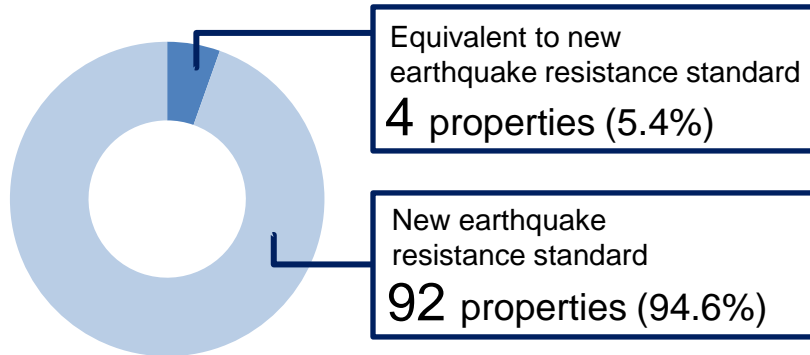 Equivalent to new
earthquake resistance standard
4 properties (5.4%)
New earthquake
resistance standard
92 properties (94.6%)